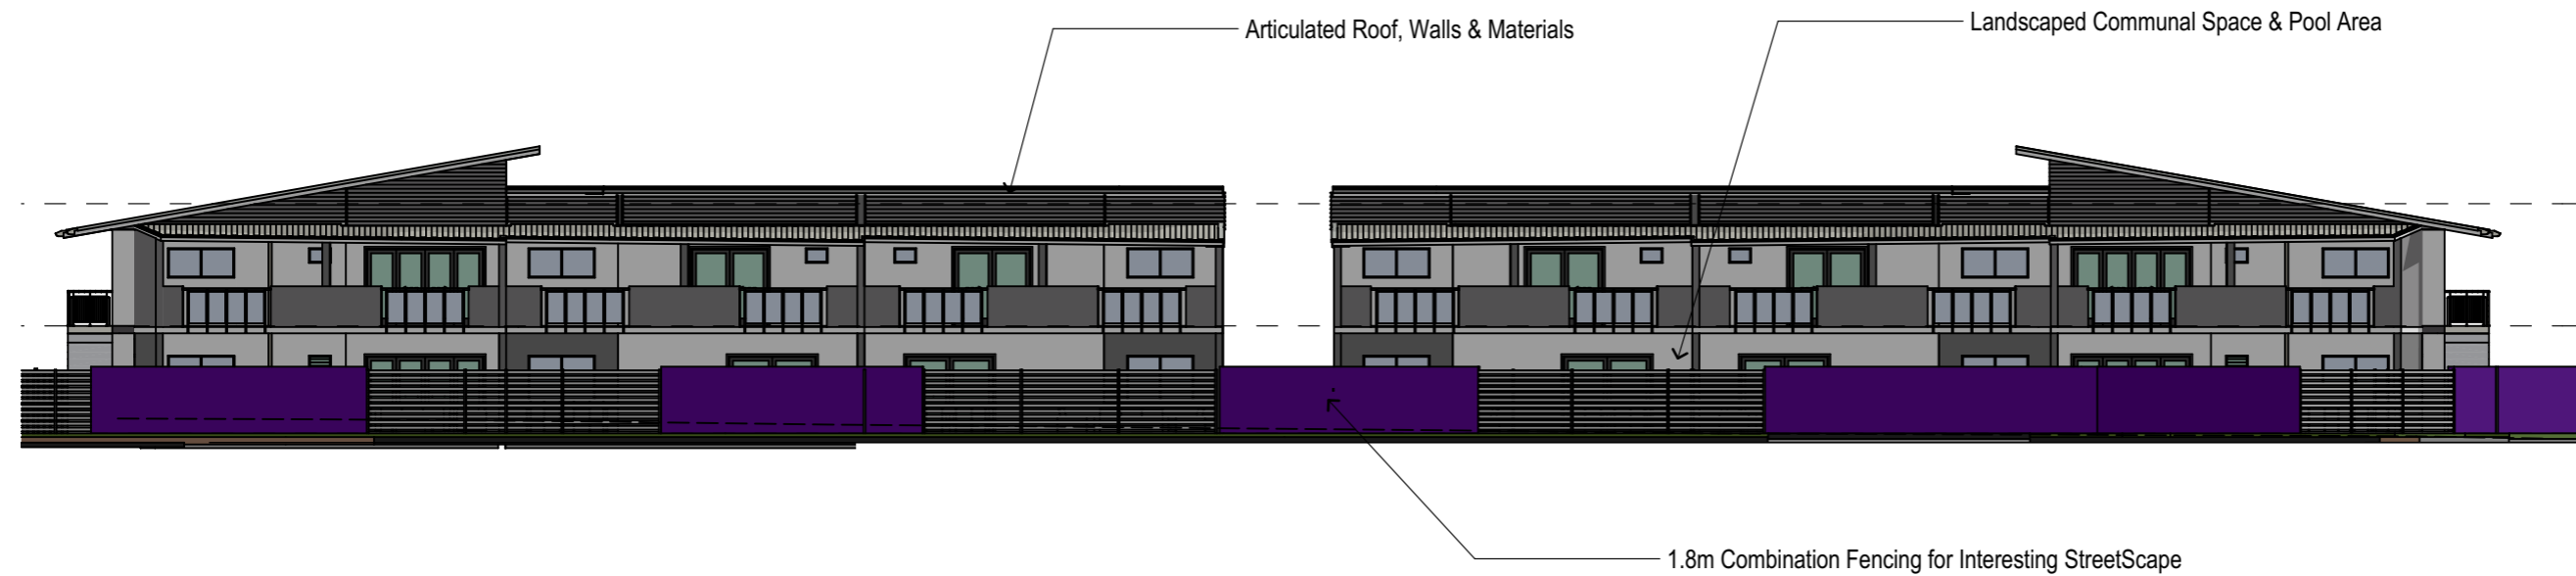 Articulated Roof, Walls & Materials
Landscaped Communal Space & Pool Area
1.8m Combination Fencing for Interesting StreetScape